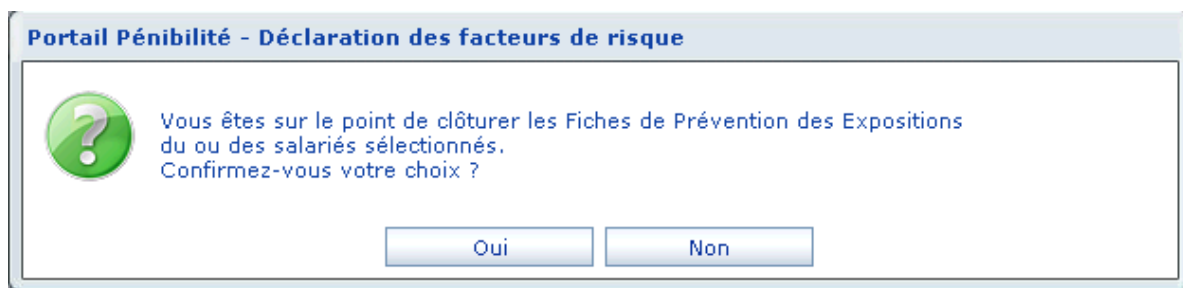 Portail Pénibilité - Déclaration des facteurs de risque
Vous êtes sur le point de clôturer les Fiches de Prévention des Expositions
du ou des salariés sélectionnés.
Confirmez-vous votre choix ?
Oui
Non